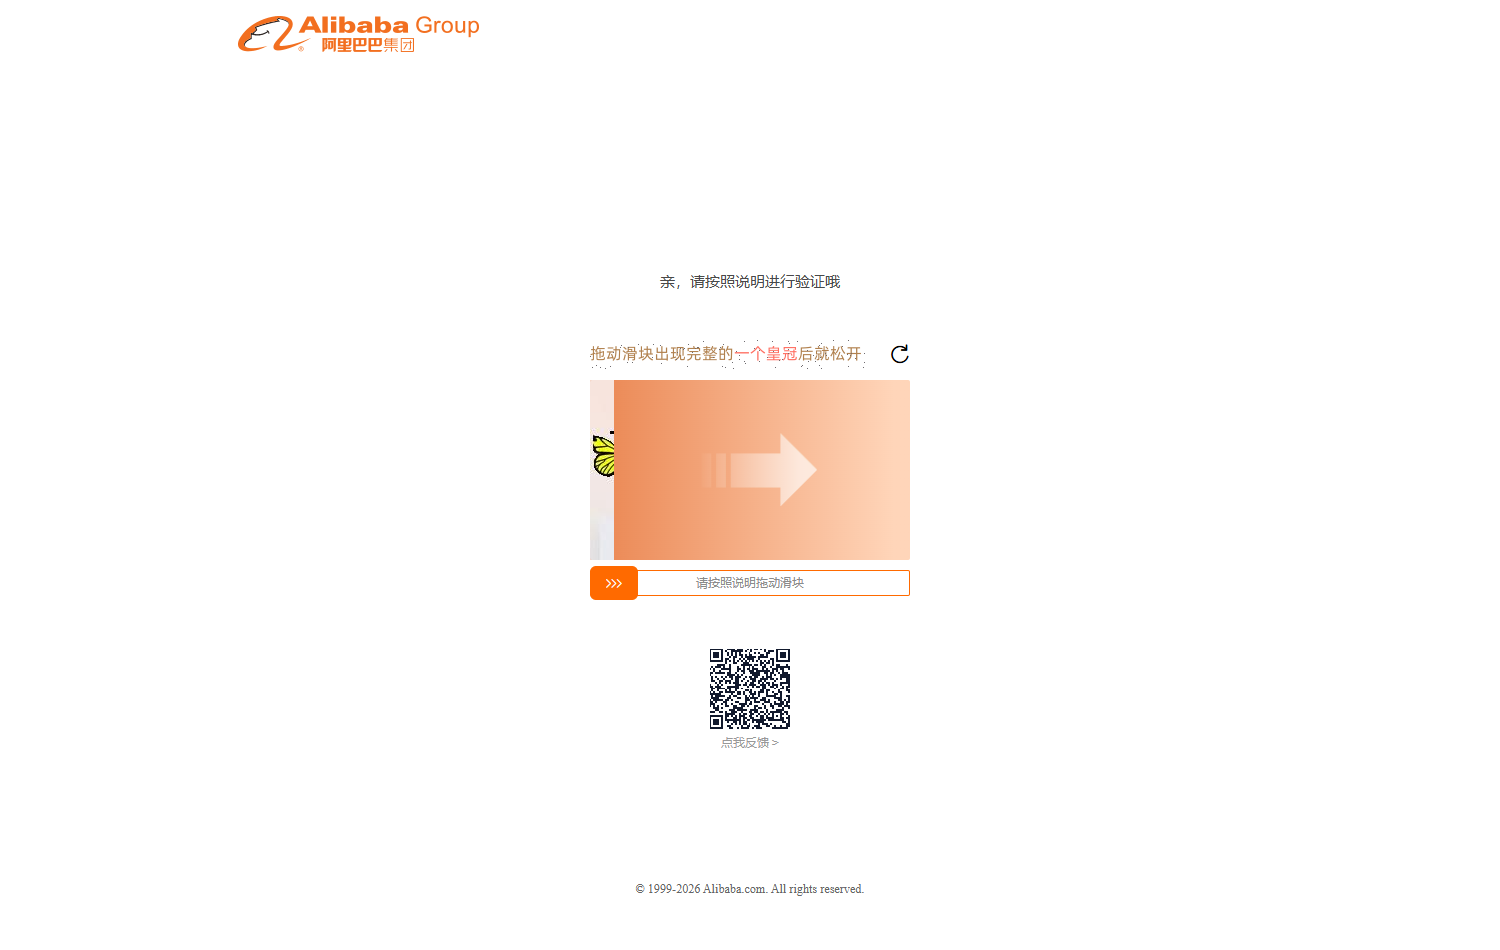 Alibaba Group
阿里巴巴集团
亲，请按照说明进行验证哦
拖动滑块出现完整的一个皇冠后就松开
请按照说明拖动滑块
点我反馈 >
© 1999-2026 Alibaba.com. All rights reserved.